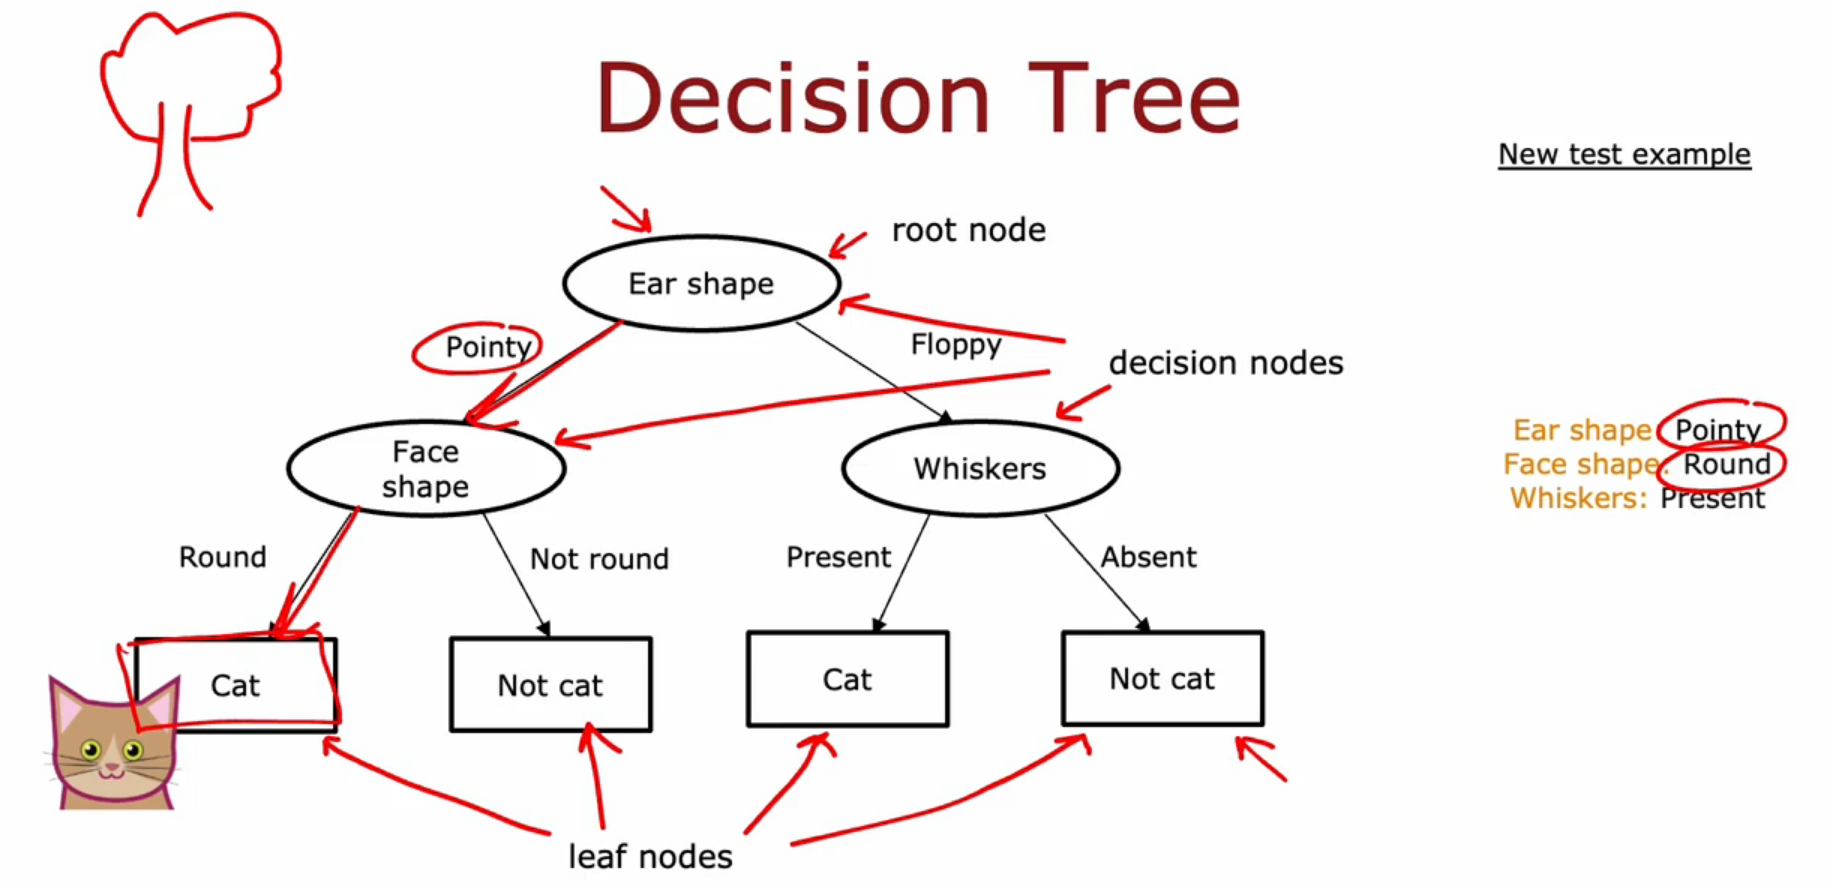 Decision Tree
New test example
root node
Ear shape
Pointy
Floppy
decision nodes
Ear shape Pointy
Face shape: Round
Whiskers: Present
Face
shape
Whiskers
Round
Not round
Present
Absent
Cat
Not cat
Cat
Not cat
leaf nodes